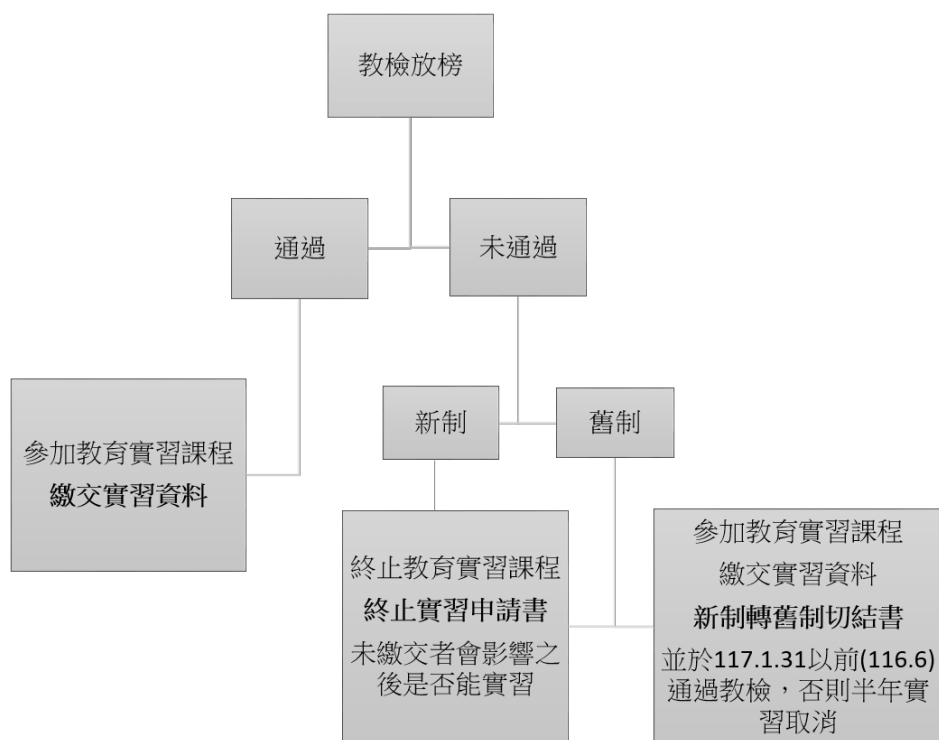 教檢放榜
通過
未通過
新制
舊制
參加教育實習課程
繳交實習資料
終止教育實習課程
終止實習申請書
未繳交者會影響之
後是否能實習
參加教育實習課程
繳交實習資料
新制轉舊制切結書
並於117.1.31以前(116.6)
通過教檢，否則半年實
習取消